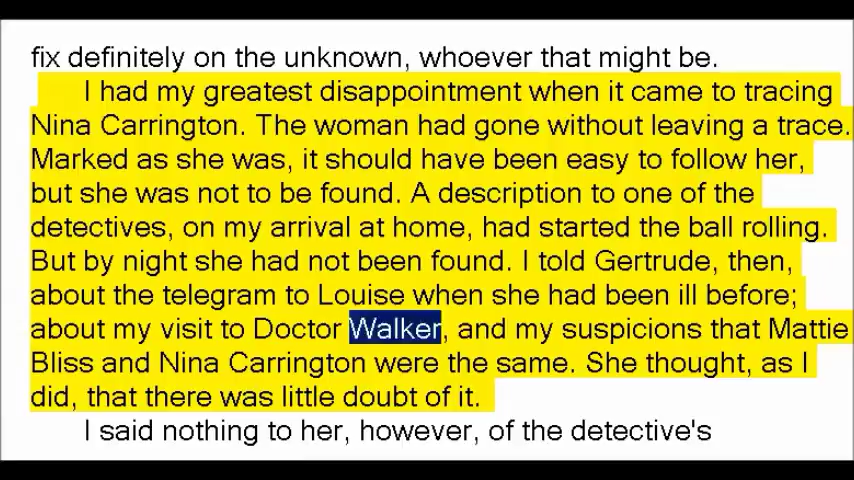 fix definitely on the unknown, whoever that might be.
I had my greatest disappointment when it came to tracing
Nina Carrington. The woman had gone without leaving a trace.
Marked as she was, it should have been easy to follow her,
but she was not to be found. A description to one of the
detectives, on my arrival at home, had started the ball rolling.
But by night she had not been found. I told Gertrude, then,
about the telegram to Louise when she had been ill before;
about my visit to Doctor Walker, and my suspicions that Mattie
Bliss and Nina Carrington were the same. She thought, as I
did, that there was little doubt of it.
I said nothing to her, however, of the detective's